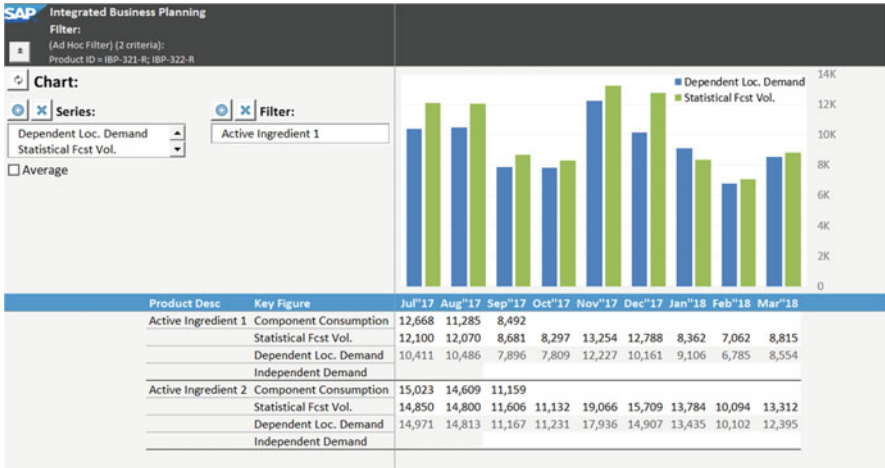 SAP Integrated Business Planning
Filter:
(Ad Hoc Filter) (2 criteria):
Product ID = IBP-321-R; IBP-322-R
Chart:
Series:
Filter:
Dependent Loc. Demand
Statistical Fcst Vol.
Active Ingredient 1
Average
Dependent Loc. Demand
Statistical Fcst Vol.
14K
12K
10K
8K
6K
4K
2K
0
Product Desc Key Figure Jul"17 Aug"17 Sep"17 Oct"17 Nov"17 Dec"17 Jan"18 Feb"18 Mar"18
Active Ingredient 1 Component Consumption 12,668 11,285 8,492
Statistical Fcst Vol. 12,100 12,070 8,681 8,297 13,254 12,788 8,362 7,062 8,815
Dependent Loc. Demand 10,411 10,486 7,896 7,809 12,227 10,161 9,106 6,785 8,554
Independent Demand
Active Ingredient 2 Component Consumption 15,023 14,609 11,159
Statistical Fcst Vol. 14,850 14,800 11,606 11,132 19,066 15,709 13,784 10,094 13,312
Dependent Loc. Demand 14,971 14,813 11,167 11,231 17,936 14,907 13,435 10,102 12,395
Independent Demand